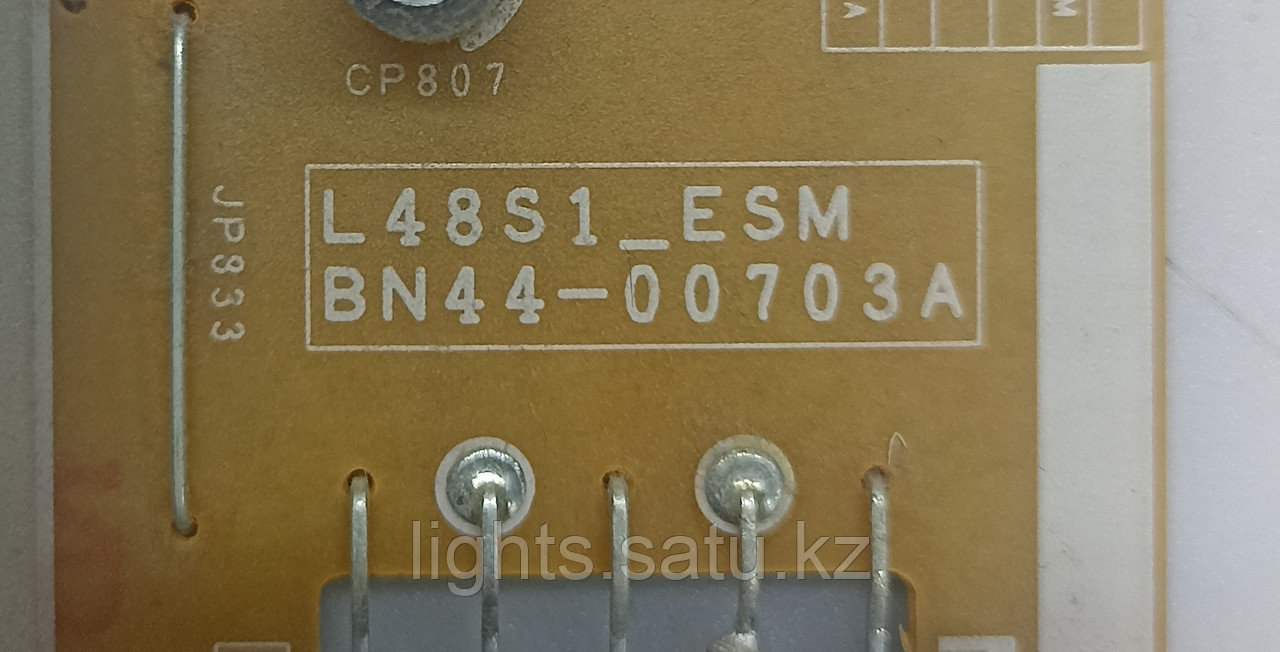 A
M
CP807
JP833
L48S1_ESM
BN44-00703A
lights.satu.kz